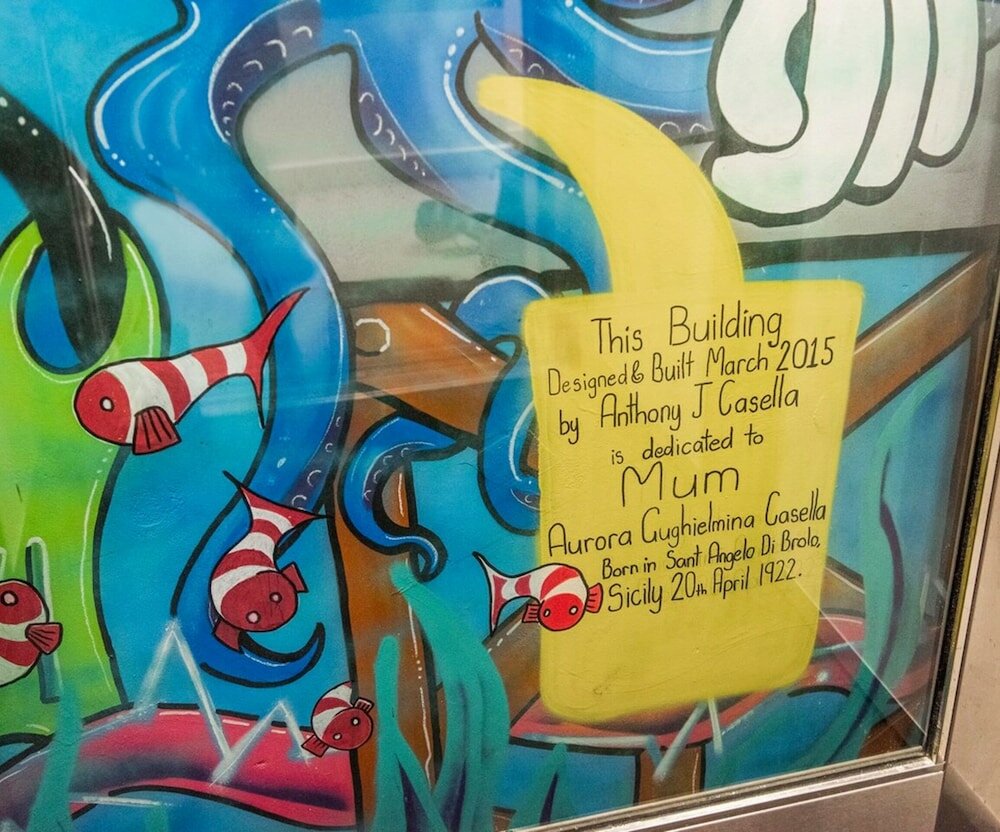 This Building
Designed & Built March 2015
by Anthony J Casella
is dedicated to
Mum
Aurora Gughielmina Casella
Born in Sant Angelo Di Brolo,
Sicily 20th April 1922.